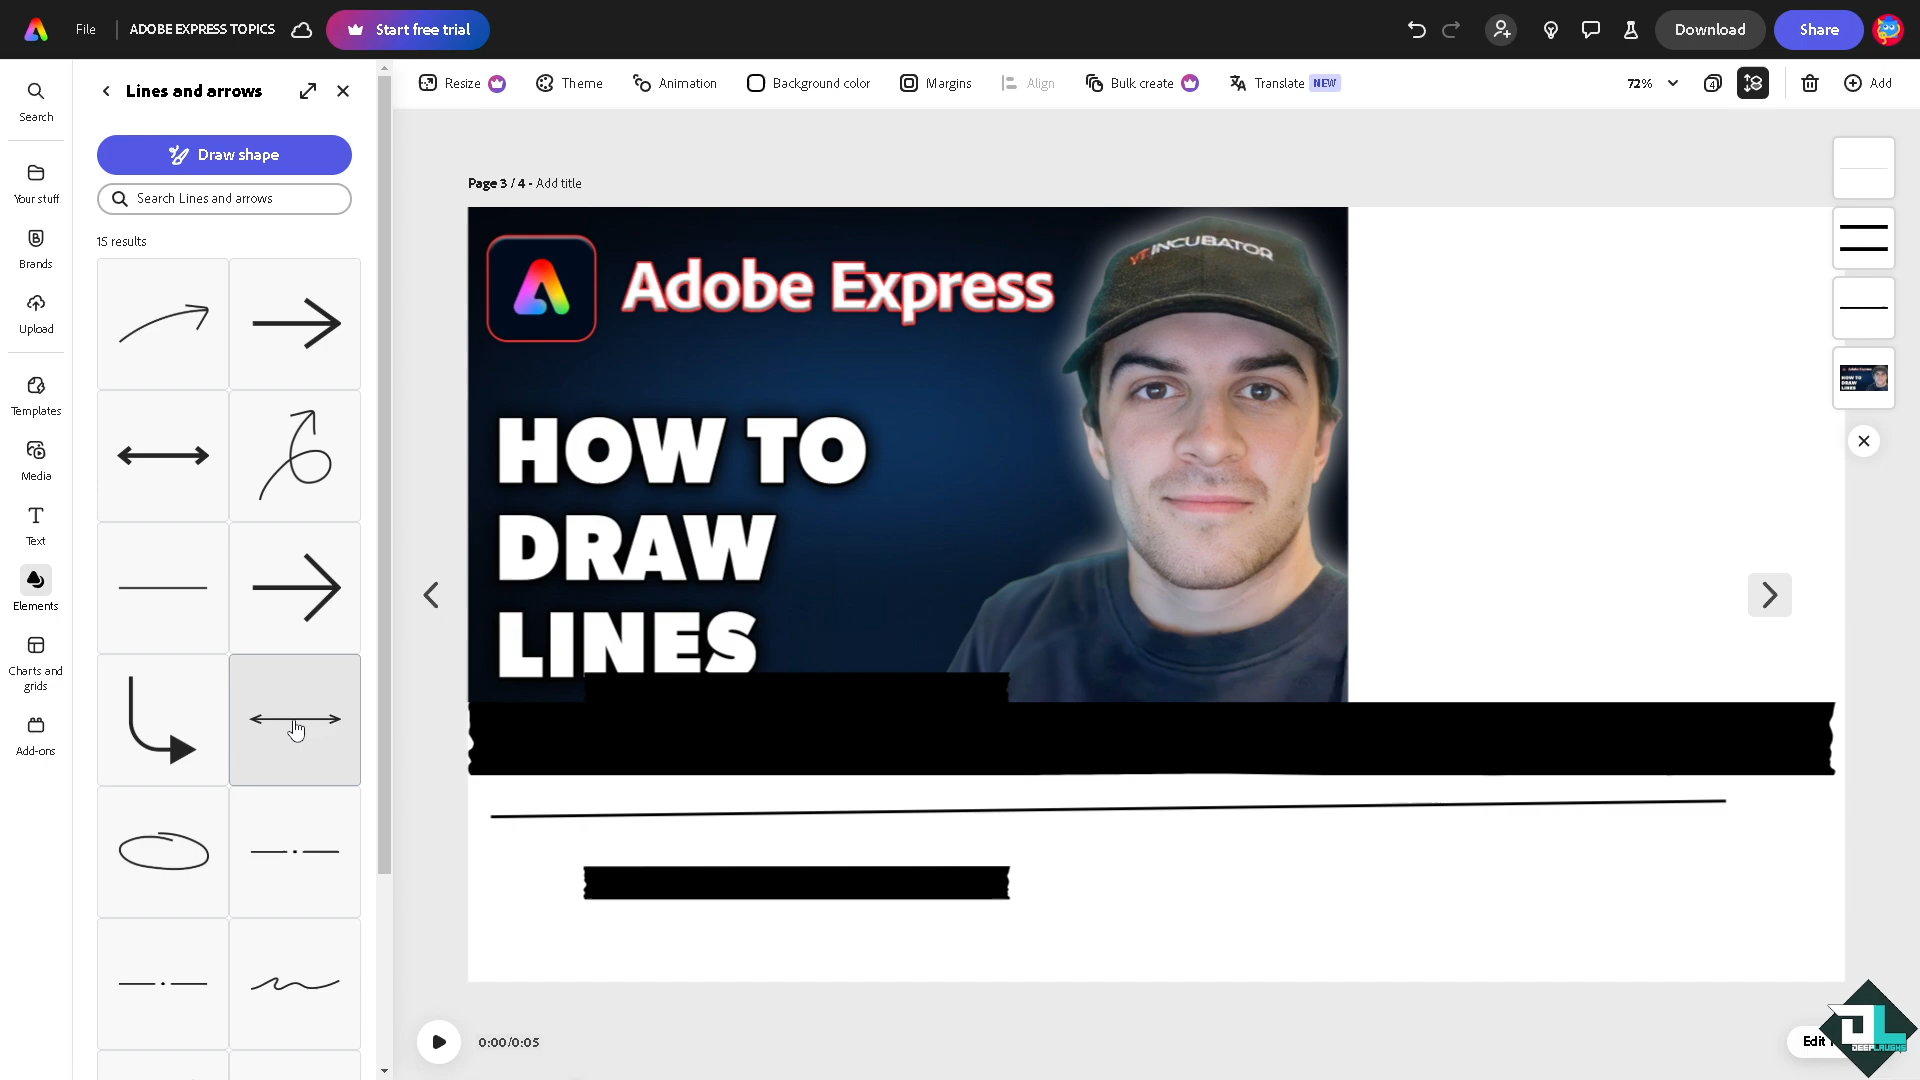 File
ADOBE EXPRESS TOPICS
Start free trial
Download
Share
Search
Your stuff
Brands
Upload
Templates
Media
Text
Elements
Charts and
grids
Add-ons
Lines and arrows
Draw shape
Search Lines and arrows
15 results
Resize
Theme
Animation
Background color
Margins
Align
Bulk create
Translate NEW
72%
4
Add
Page 3 / 4 - Add title
Adobe Express
YTINCUBATOR
HOW TO
DRAW
LINES
0:00/0:05
Edit
DEEPLAUGHS